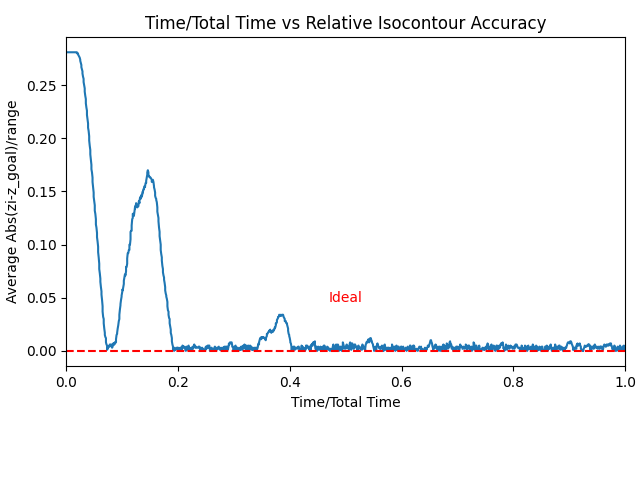 Time/Total Time vs Relative Isocontour Accuracy
Average Abs(zi-z_goal)/range
0.25
0.20
0.15
0.10
0.05
0.00
Ideal
0.0 0.2 0.4 0.6 0.8 1.0
Time/Total Time